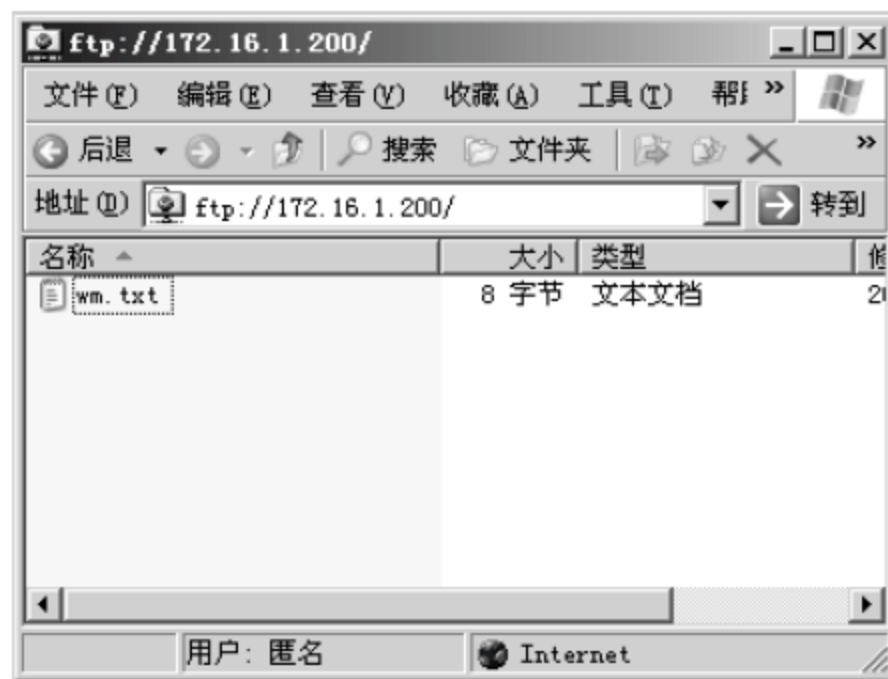 ftp://172.16.1.200/
文件(F) 编辑(E) 查看(V) 收藏(A) 工具(T) »
后退 搜索 文件夹 »
地址(D) ftp://172.16.1.200/ 转到
名称 大小 类型
wm.txt 8 字节 文本文档
用户: 匿名 Internet